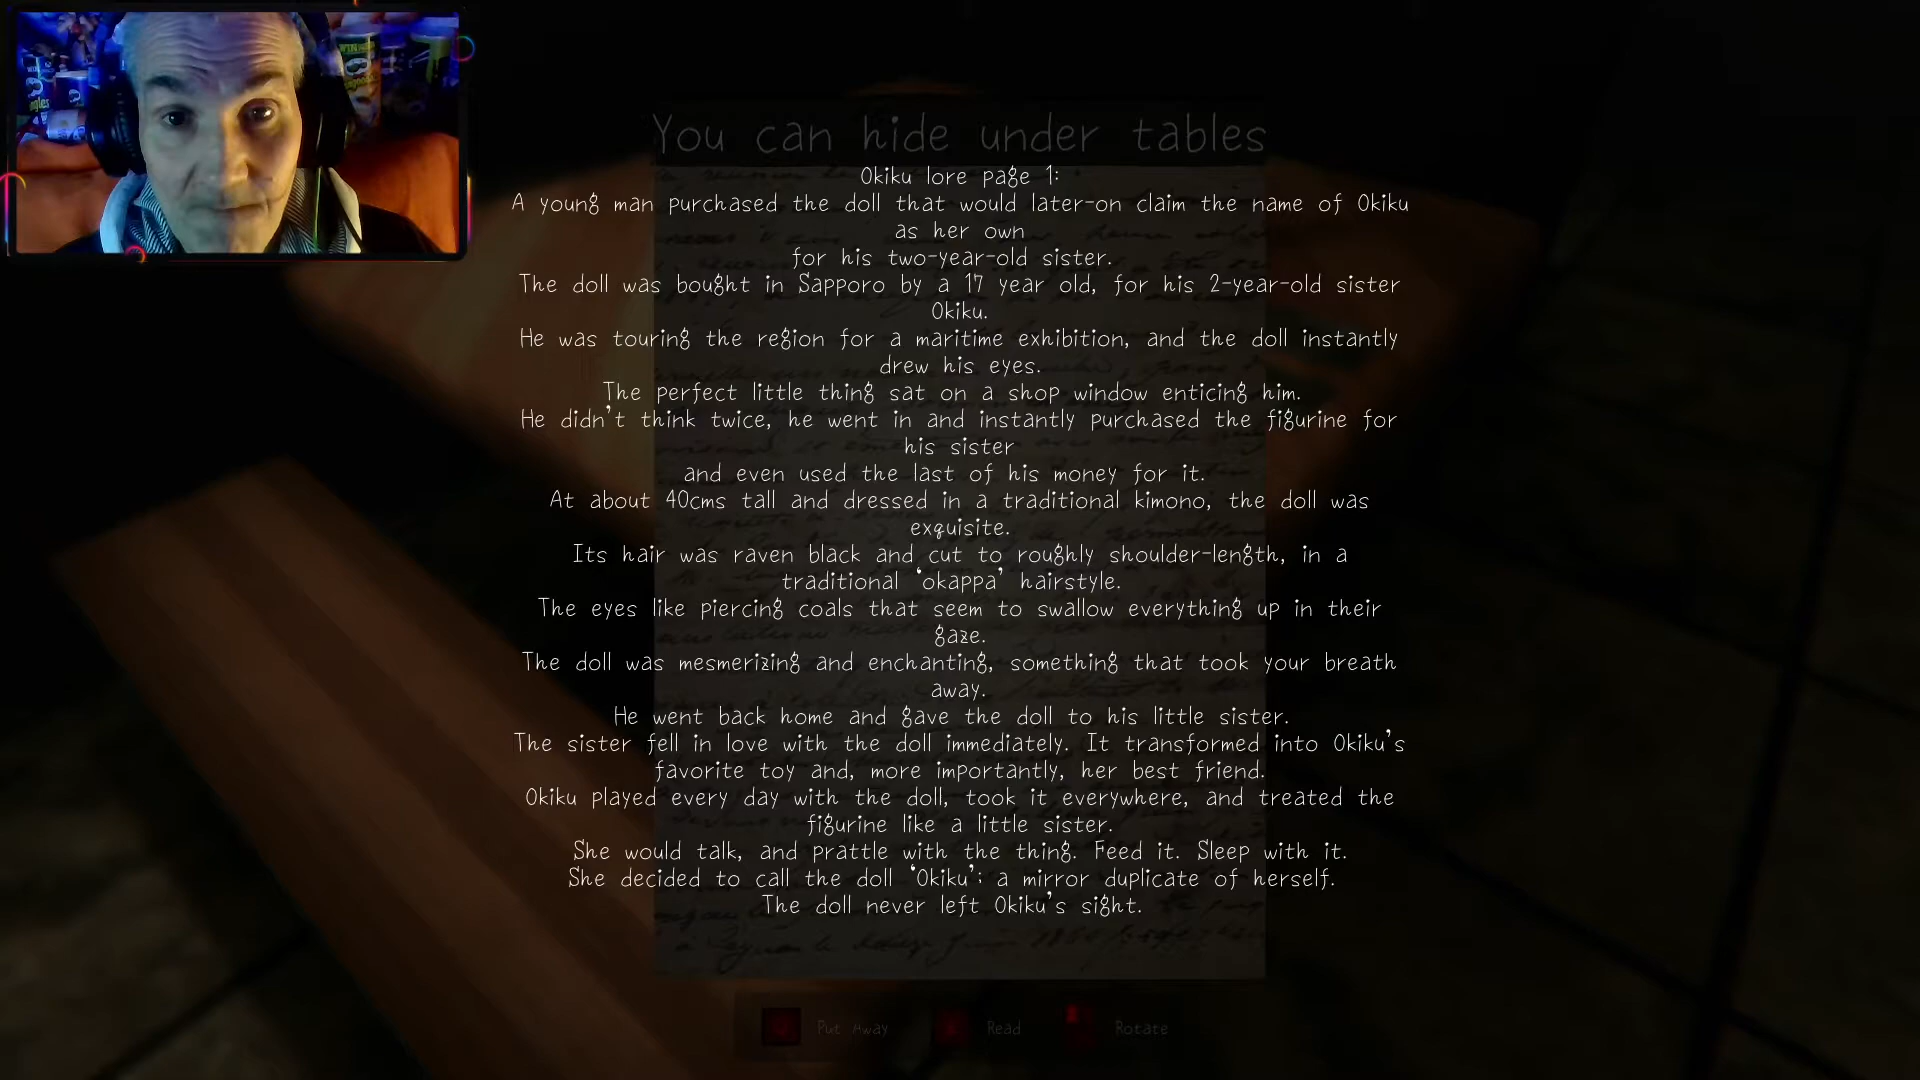 You can hide under tables
Okiku lore page 1:
A young man purchased the doll that would later-on claim the name of Okiku
as her own
for his two-year-old sister.
The doll was bought in Sapporo by a 17 year old, for his 2-year-old sister
Okiku.
He was touring the region for a maritime exhibition, and the doll instantly
drew his eyes.
The perfect little thing sat on a shop window enticing him.
He didn't think twice, he went in and instantly purchased the figurine for
his sister
and even used the last of his money for it.
At about 40cms tall and dressed in a traditional kimono, the doll was
exquisite.
Its hair was raven black and cut to roughly shoulder-length, in a
traditional 'okappa' hairstyle.
The eyes like piercing coals that seem to swallow everything up in their
gaze.
The doll was mesmerizing and enchanting, something that took your breath
away.
He went back home and gave the doll to his little sister.
The sister fell in love with the doll immediately. It transformed into Okiku's
favorite toy and, more importantly, her best friend.
Okiku played every day with the doll, took it everywhere, and treated the
figurine like a little sister.
She would talk, and prattle with the thing. Feed it. Sleep with it.
She decided to call the doll 'Okiku'; a mirror duplicate of herself.
The doll never left Okiku's sight.
Put Away
Read
Rotate